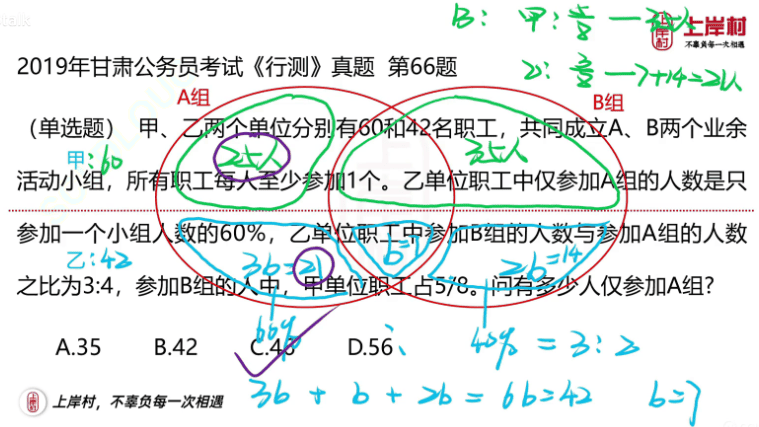 talk
B: 甲: 5/8 — 35人
上岸村
不辜负每一次相遇
2019年甘肃公务员考试《行测》真题 第66题
乙: 3/8 — 7+14=21人
A组
B组
(单选题) 甲、乙两个单位分别有60和42名职工，共同成立A、B两个业余
甲:60
25人
35人
活动小组，所有职工每人至少参加1个。乙单位职工中仅参加A组的人数是只
参加一个小组人数的60%，乙单位职工中参加B组的人数与参加A组的人数
乙:42
3b=21
b=7
2b=14
之比为3:4，参加B组的人中，甲单位职工占5/8。问有多少人仅参加A组?
60%
40% = 3:2
A.35 B.42 C.46 D.56
上岸村，不辜负每一次相遇
3b + b + 2b = 6b=42 b=7